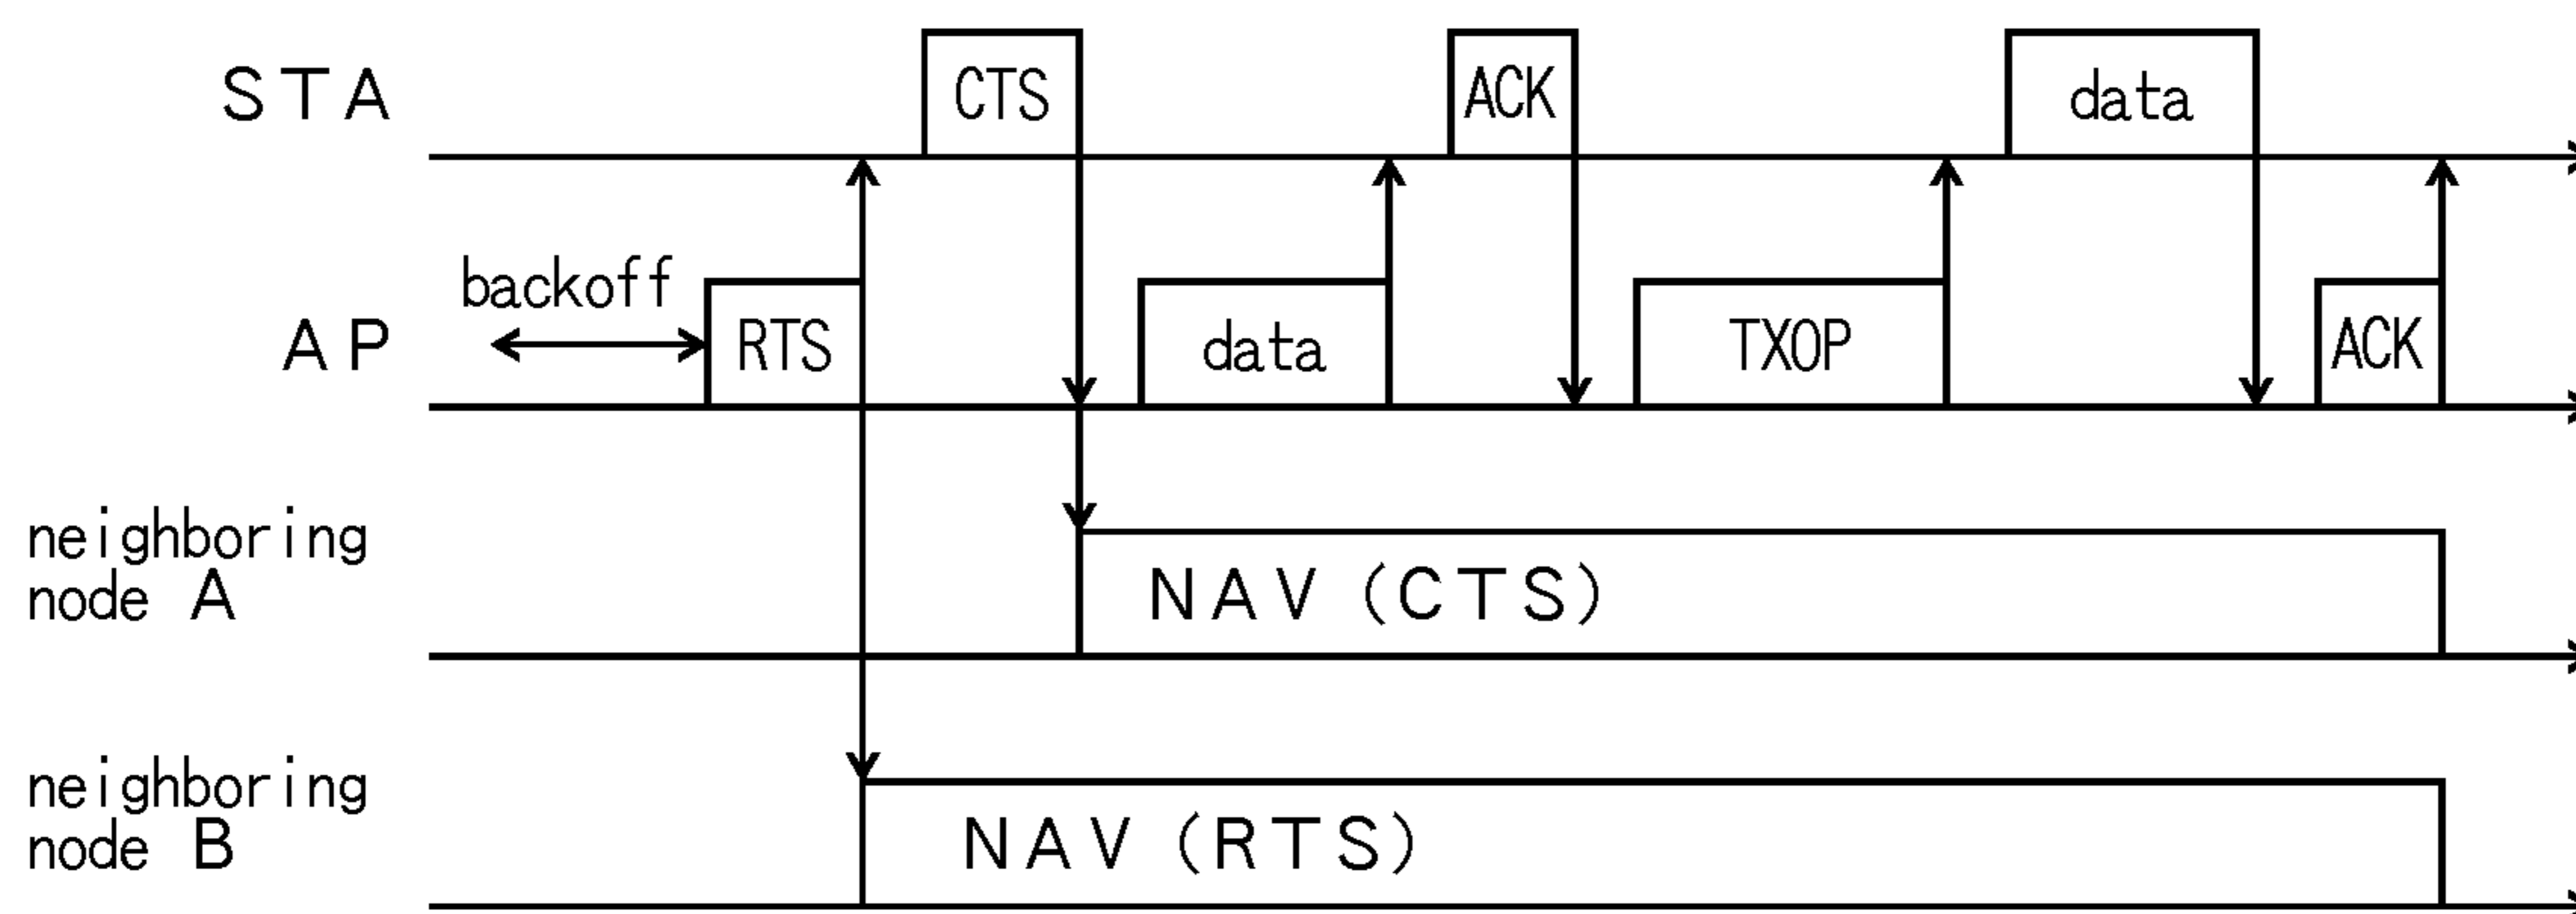 STA
CTS
ACK
data
backoff
AP
RTS
data
TXOP
ACK
neighboring
node A
NAV (CTS)
neighboring
node B
NAV (RTS)